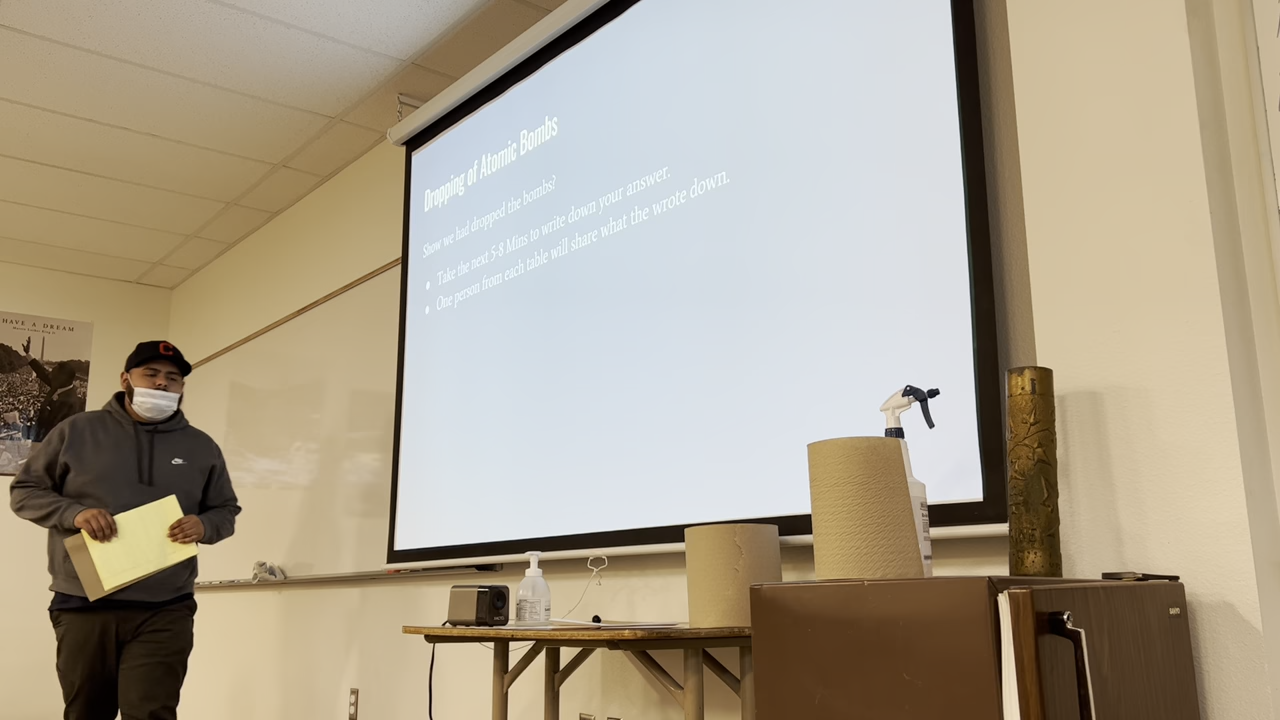 Dropping of Atomic Bombs
Show we had dropped the bombs?
Take the next 5-8 Mins to write down your answer.
One person from each table will share what the wrote down.
HAVE A DREAM
C
SANYO